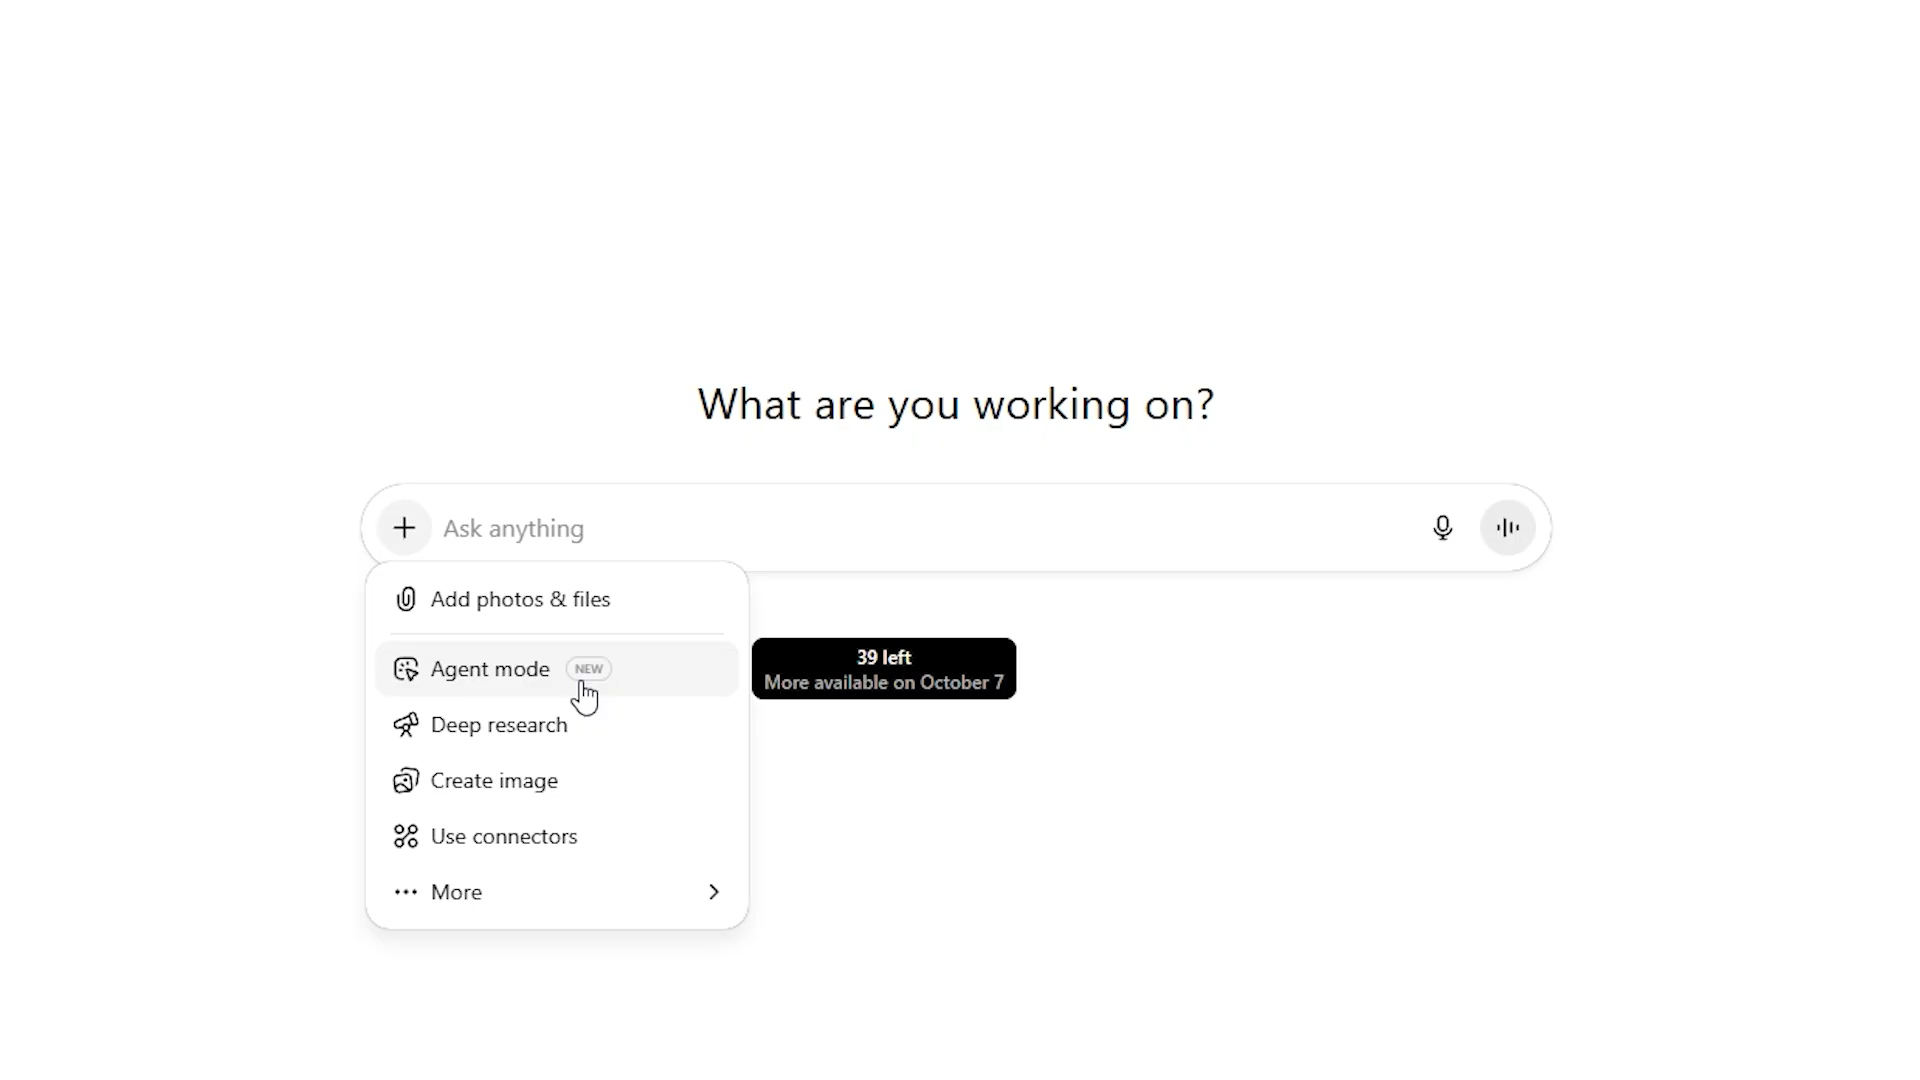 What are you working on?
Ask anything
Add photos & files
Agent mode NEW
39 left
More available on October 7
Deep research
Create image
Use connectors
More